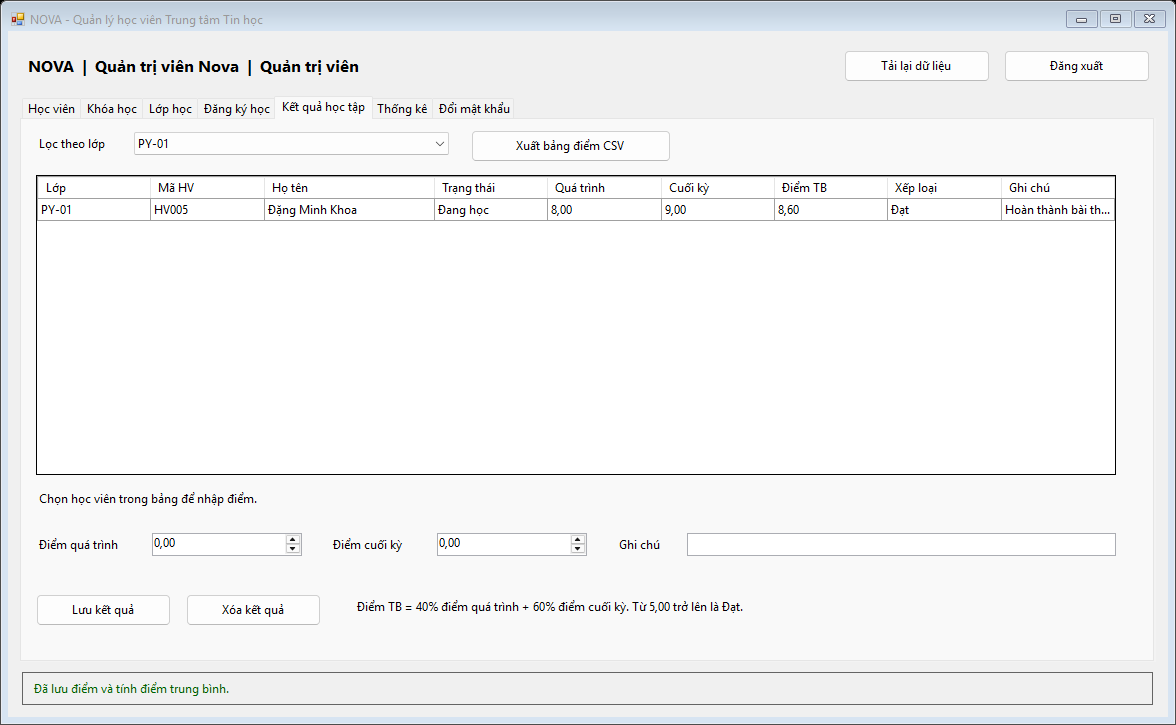 NOVA - Quản lý học viên Trung tâm Tin học
NOVA | Quản trị viên Nova | Quản trị viên
Tải lại dữ liệu
Đăng xuất
Học viên Khóa học Lớp học Đăng ký học Kết quả học tập Thống kê Đổi mật khẩu
Lọc theo lớp PY-01 Xuất bảng điểm CSV
Lớp Mã HV Họ tên Trạng thái Quá trình Cuối kỳ Điểm TB Xếp loại Ghi chú
PY-01 HV005 Đặng Minh Khoa Đang học 8,00 9,00 8,60 Đạt Hoàn thành bài th...
Chọn học viên trong bảng để nhập điểm.
Điểm quá trình 0,00 Điểm cuối kỳ 0,00 Ghi chú
Lưu kết quả Xóa kết quả Điểm TB = 40% điểm quá trình + 60% điểm cuối kỳ. Từ 5,00 trở lên là Đạt.
Đã lưu điểm và tính điểm trung bình.